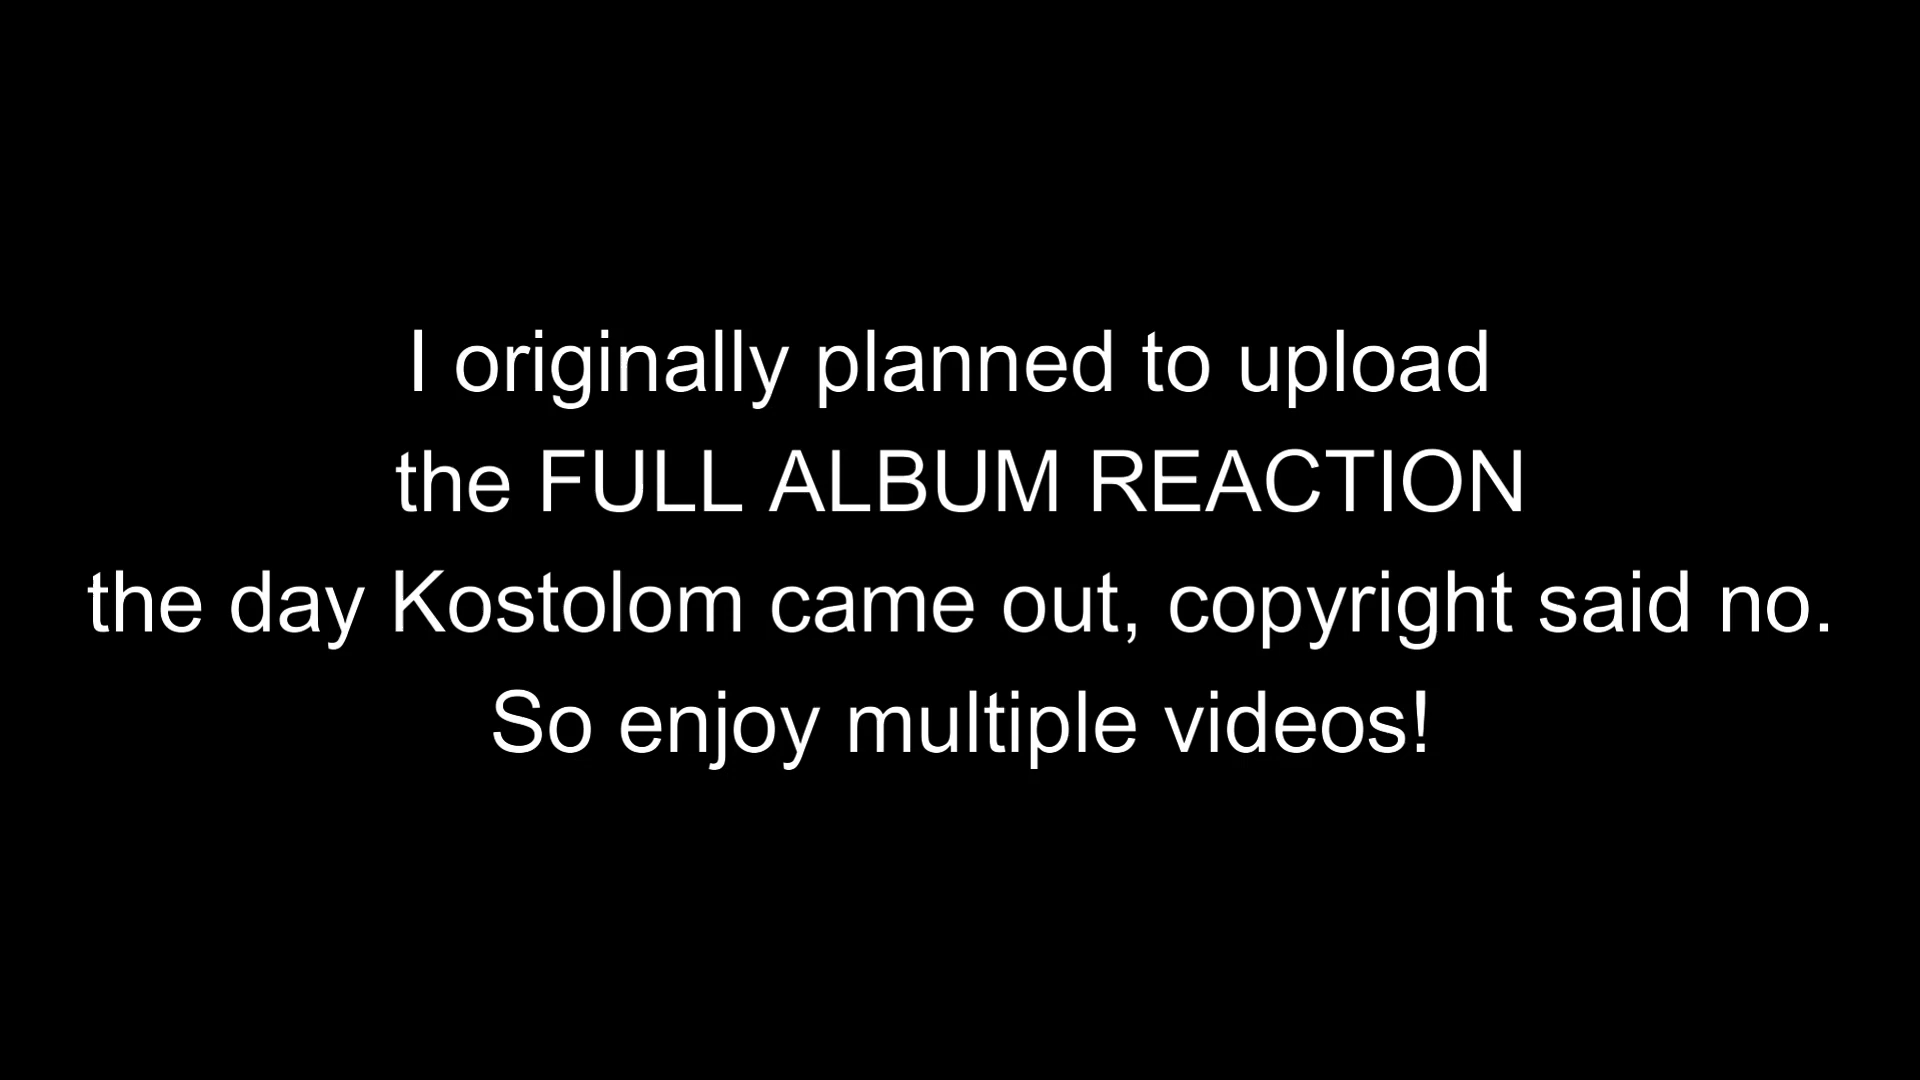 I originally planned to upload
the FULL ALBUM REACTION
the day Kostolom came out, copyright said no.
So enjoy multiple videos!